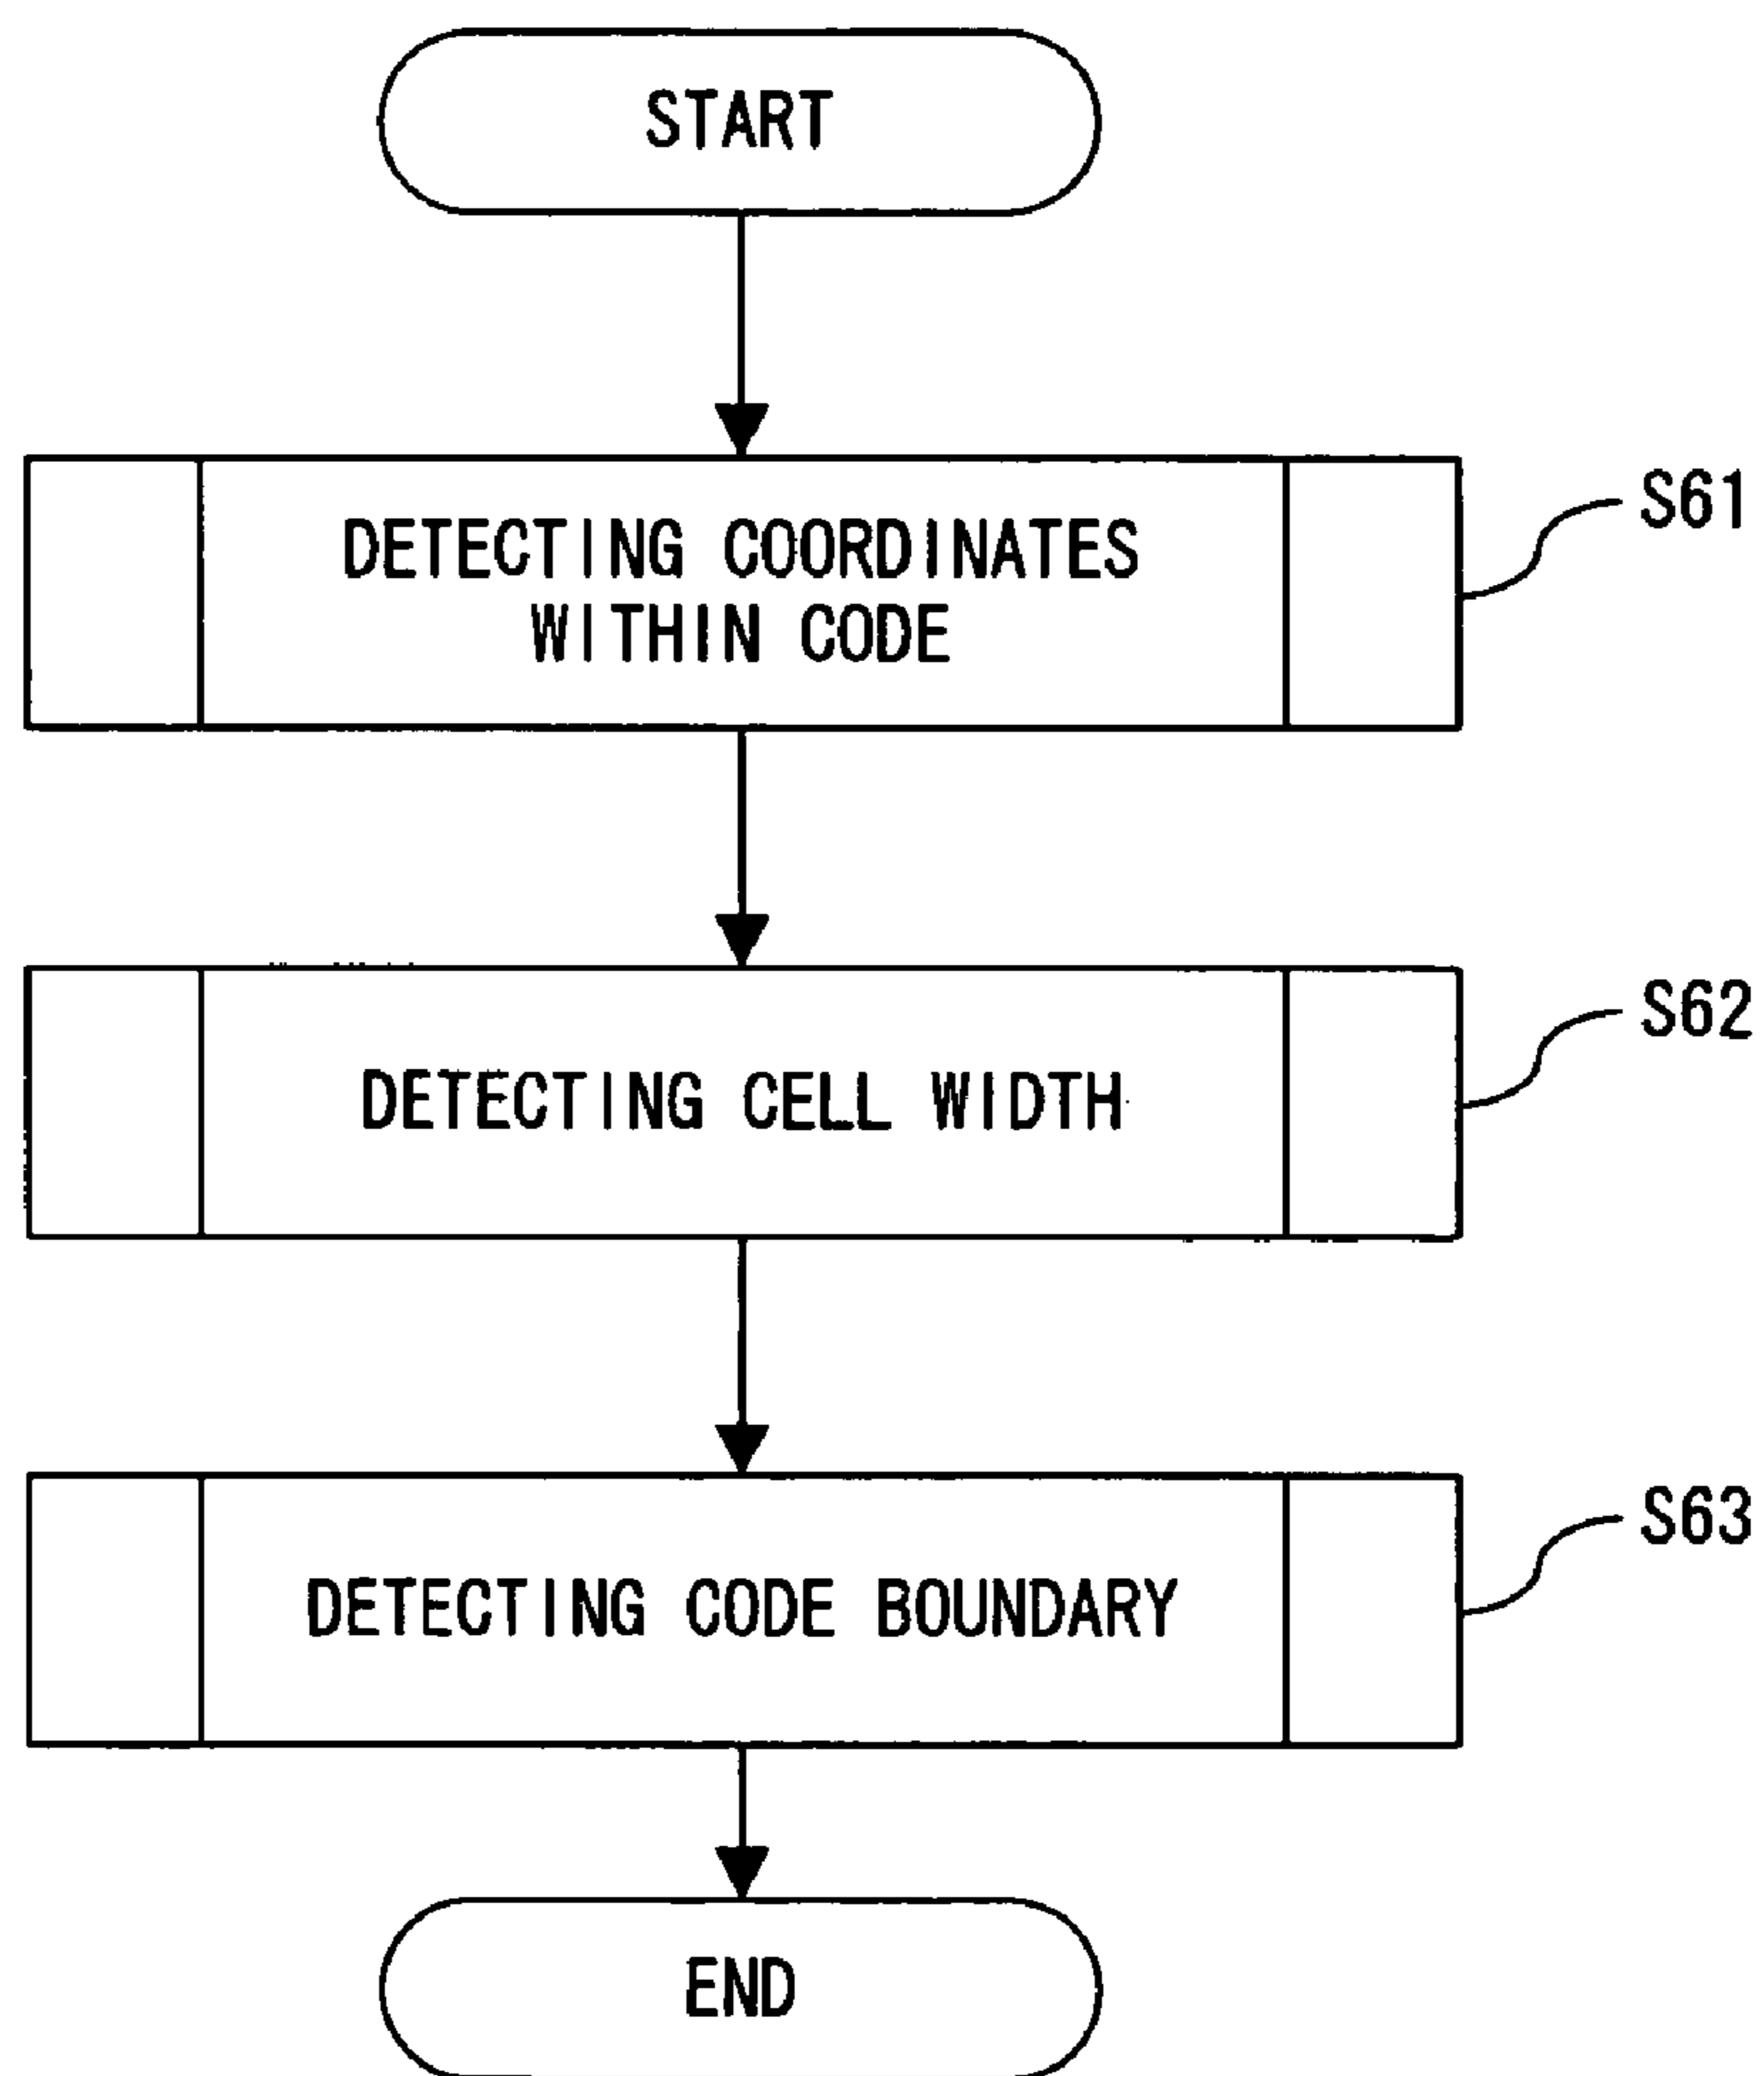 START
DETECTING COORDINATES
WITHIN CODE
S61
DETECTING CELL WIDTH
S62
DETECTING CODE BOUNDARY
S63
END